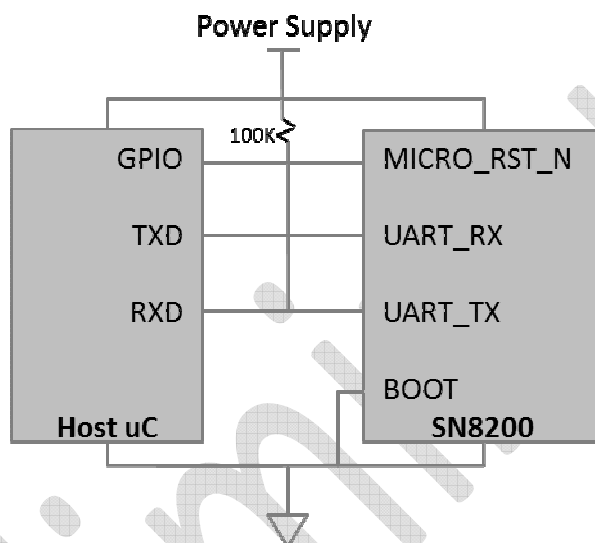 Power Supply
100K
GPIO
MICRO_RST_N
TXD
UART_RX
RXD
UART_TX
BOOT
Host uC
SN8200